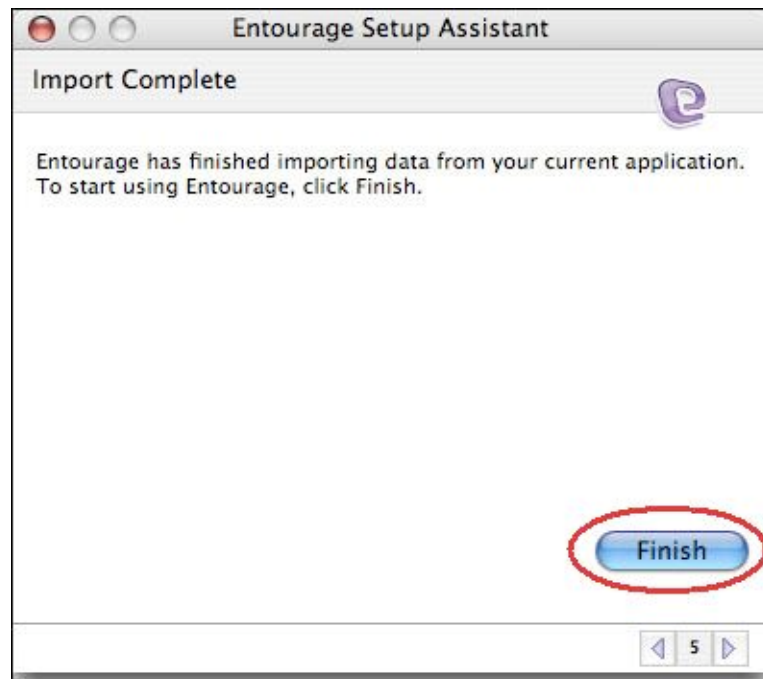 Entourage Setup Assistant
Import Complete
Entourage has finished importing data from your current application.
To start using Entourage, click Finish.
Finish
5